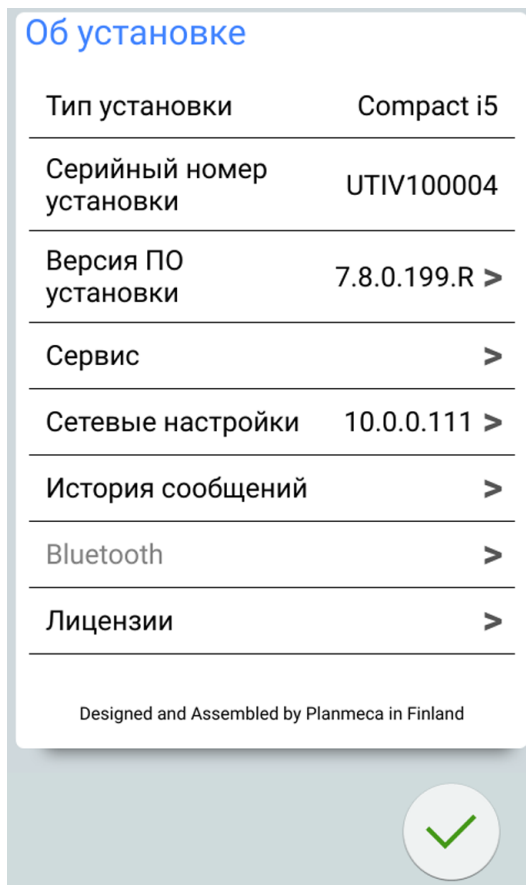 Об установке
Тип установки Compact i5
Серийный номер
установки UTIV100004
Версия ПО
установки 7.8.0.199.R >
Сервис >
Сетевые настройки 10.0.0.111 >
История сообщений >
Bluetooth >
Лицензии >
Designed and Assembled by Planmeca in Finland